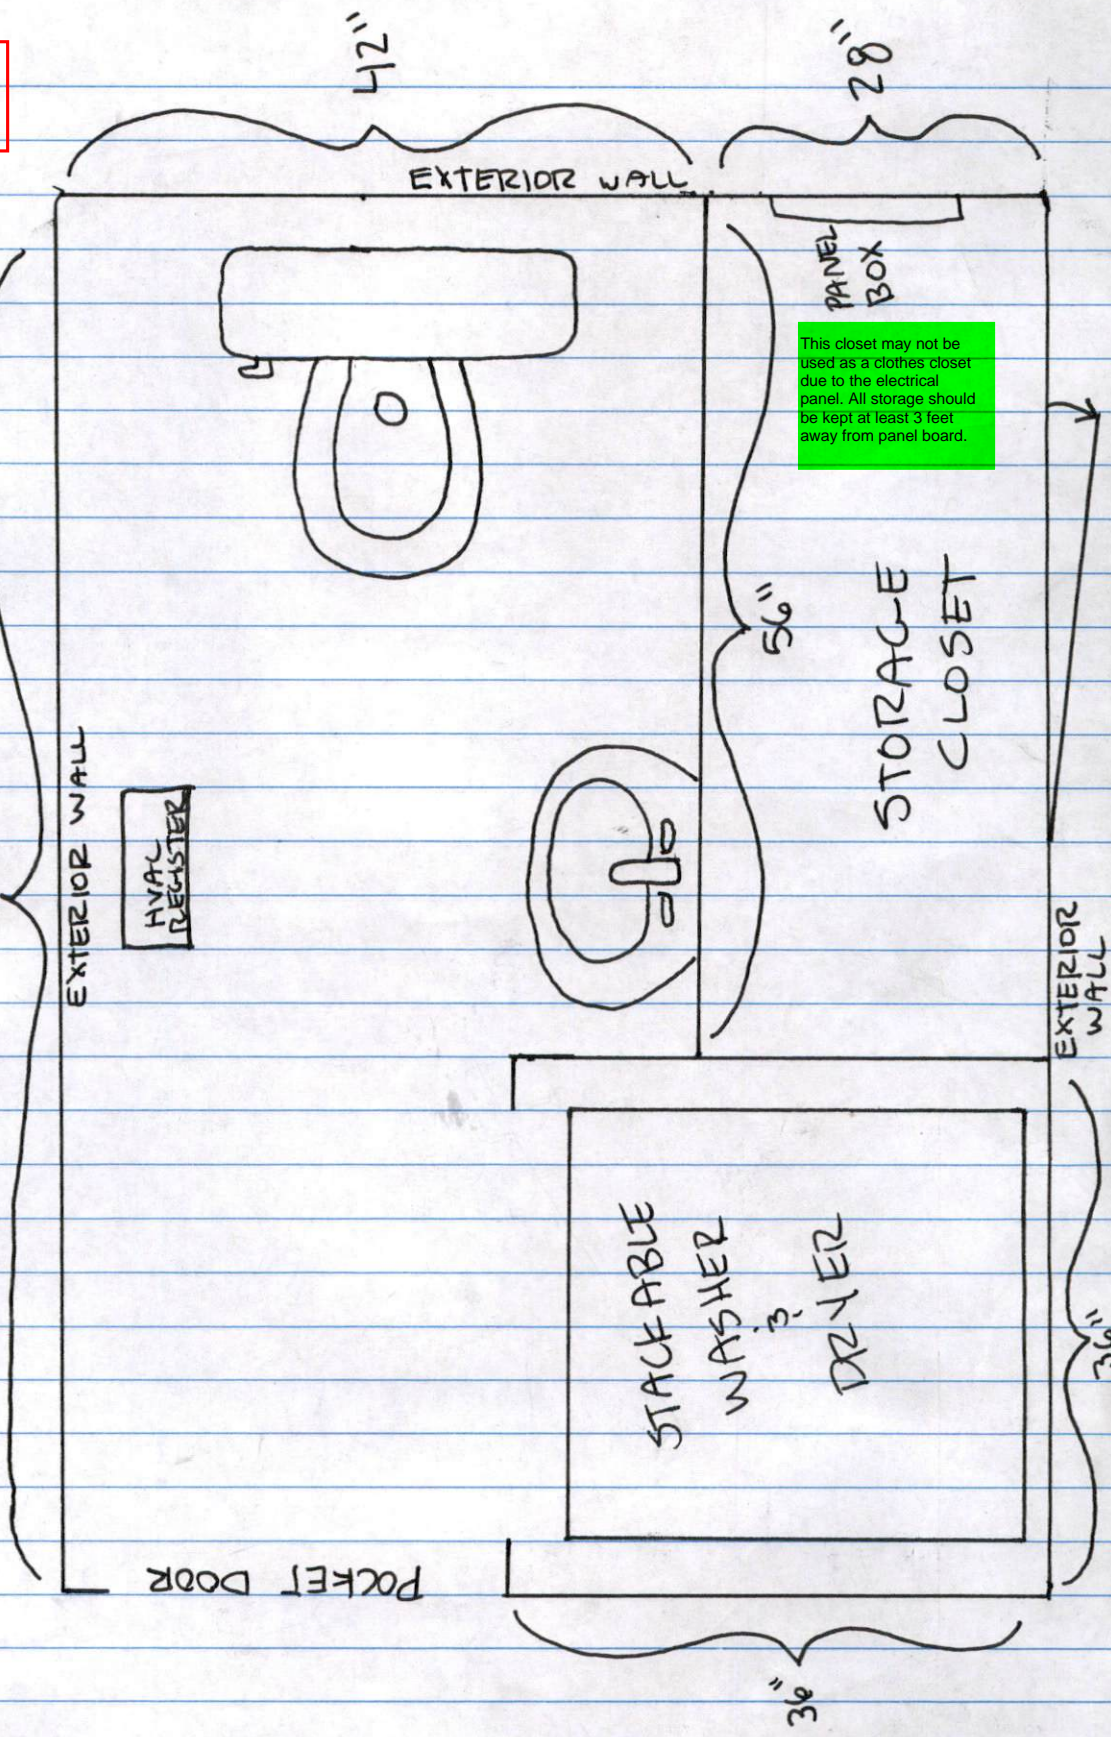 42"
28"
EXTERIOR WALL
PANEL
BOX
This closet may not be
used as a clothes closet
due to the electrical
panel. All storage should
be kept at least 3 feet
away from panel board.
56"
STORAGE
CLOSET
EXTERIOR WALL
HVAC
REGISTER
EXTERIOR
WALL
STACKABLE
WASHER
&
DRYER
36"
POCKET DOOR
36"